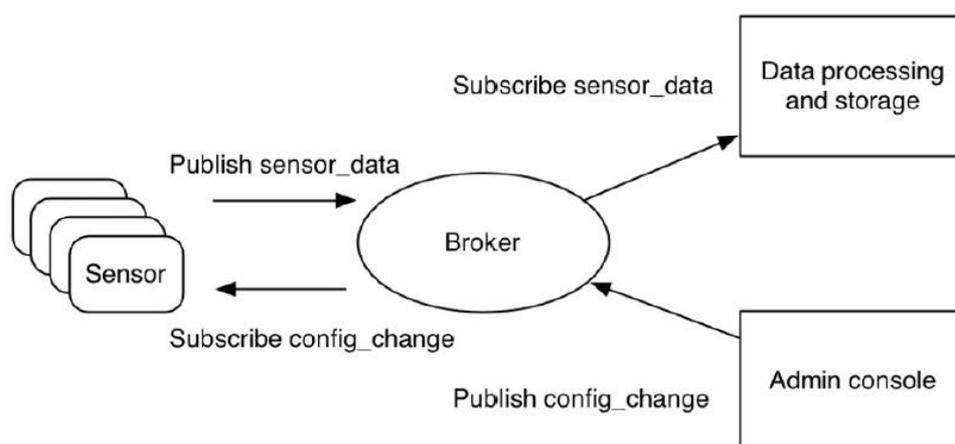 Subscribe sensor_data
Data processing
and storage
Publish sensor_data
Broker
Sensor
Subscribe config_change
Publish config_change
Admin console